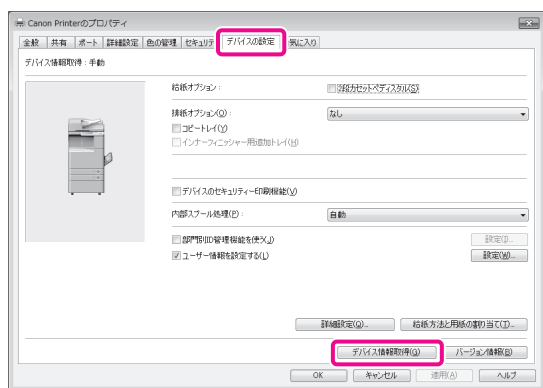 Canon Printerのプロパティ
全般 共有 ポート 詳細設定 色の管理 セキュリティ デバイスの設定 お気に入り
デバイス情報取得：手動
給紙オプション：
2段カセットペディスタル(S)
排紙オプション(O)：
なし
コピートレイ(Y)
インナーフィニッシャー用追加トレイ(H)
デバイスのセキュリティー印刷機能(V)
内部スプール処理(P)：
自動
部門別ID管理機能を使う(J)
設定(I)...
ユーザー情報を設定する(L)
設定(W)...
詳細設定(Q)...
給紙方法と用紙の割り当て(T)...
デバイス情報取得(G)
バージョン情報(B)
OK キャンセル 適用(A) ヘルプ